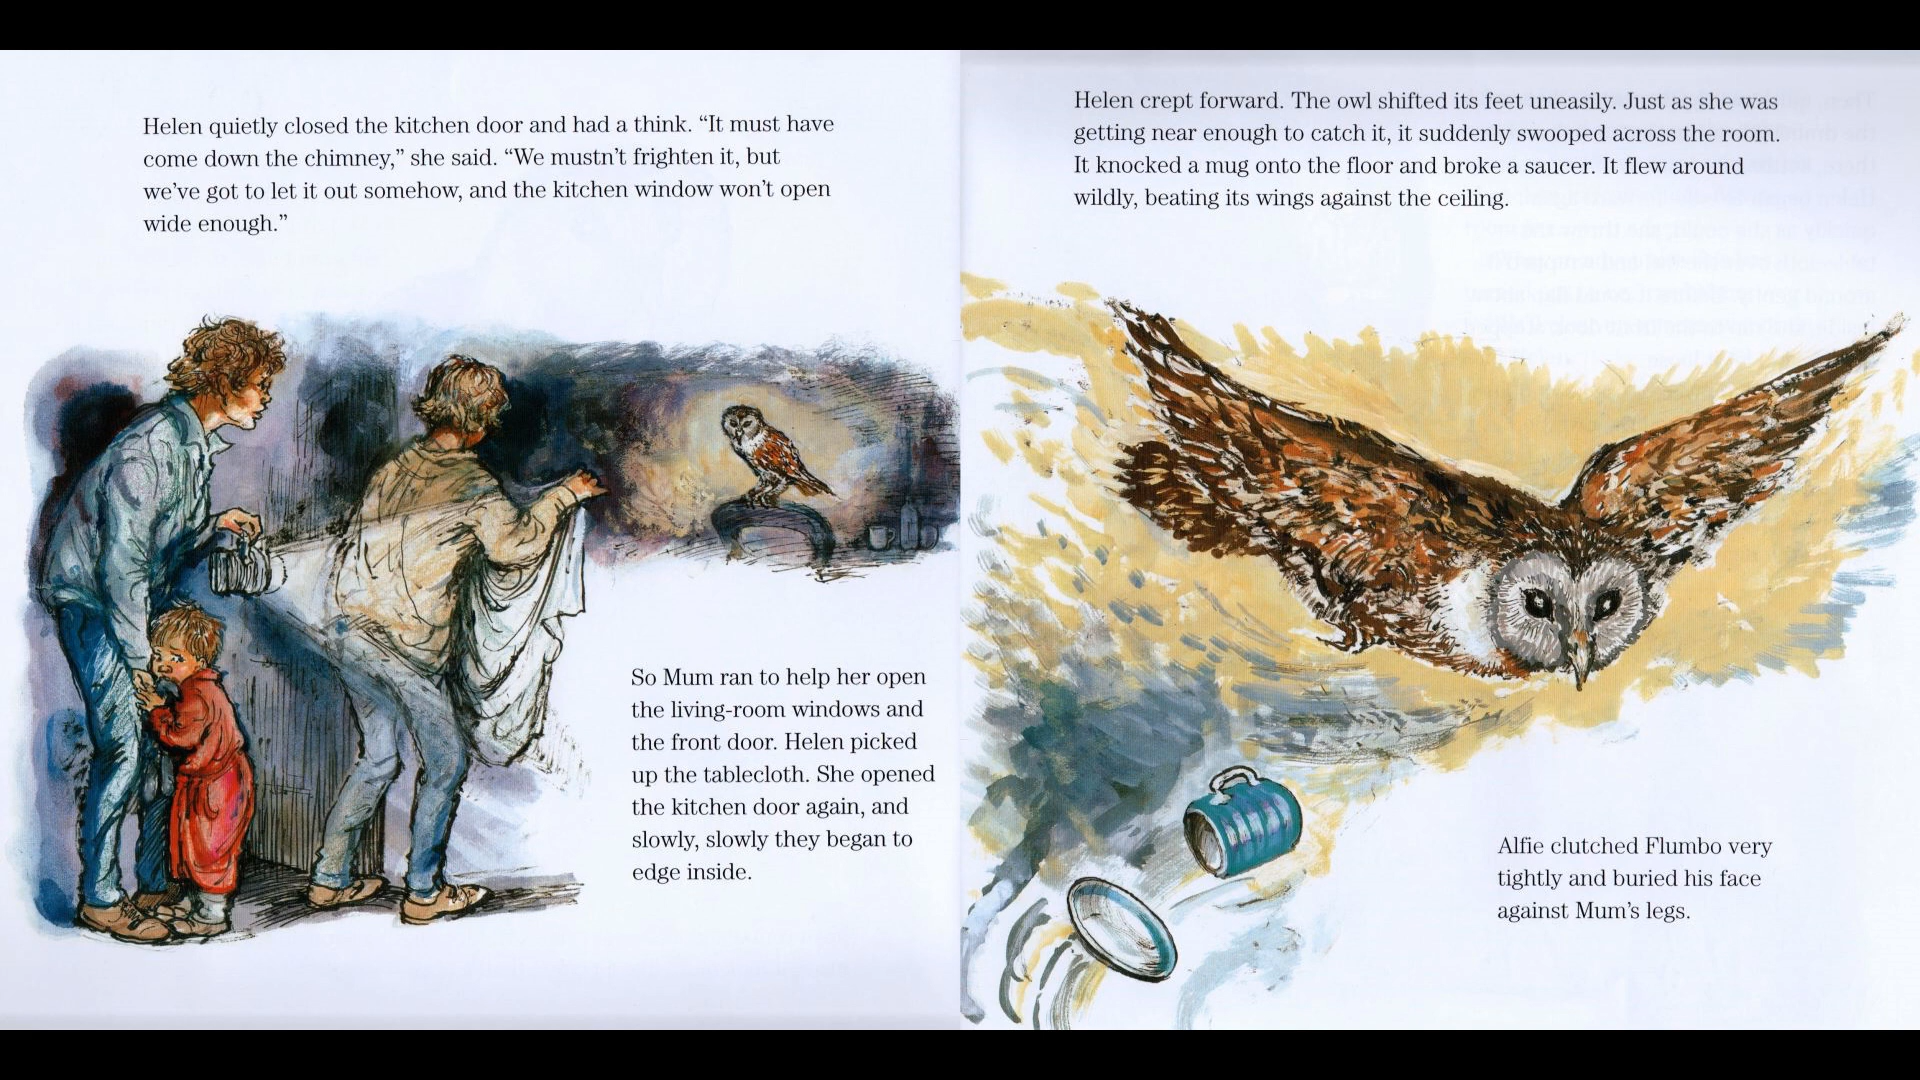 Helen quietly closed the kitchen door and had a think. “It must have
come down the chimney,” she said. “We mustn’t frighten it, but
we’ve got to let it out somehow, and the kitchen window won’t open
wide enough.”
So Mum ran to help her open
the living-room windows and
the front door. Helen picked
up the tablecloth. She opened
the kitchen door again, and
slowly, slowly they began to
edge inside.
Helen crept forward. The owl shifted its feet uneasily. Just as she was
getting near enough to catch it, it suddenly swooped across the room.
It knocked a mug onto the floor and broke a saucer. It flew around
wildly, beating its wings against the ceiling.
Alfie clutched Flumbo very
tightly and buried his face
against Mum’s legs.